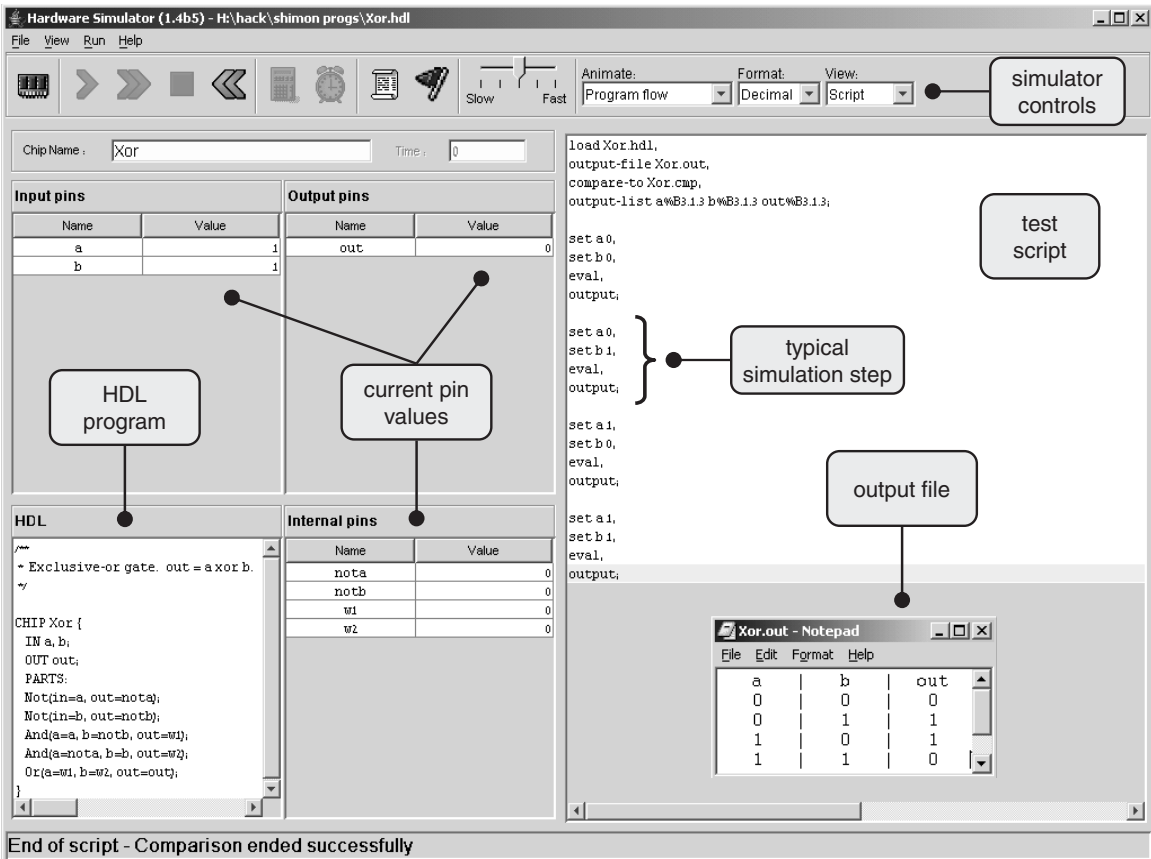 Hardware Simulator (1.4b5) - H:\hack\shimon progs\Xor.hdl
File View Run Help
Slow Fast
Animate:
Program flow
Format:
Decimal
View:
Script
simulator
controls
Chip Name :
Xor
Time :
0
Input pins
Name Value
a 1
b 1
Output pins
Name Value
out 0
HDL
program
current pin
values
HDL
/**
* Exclusive-or gate. out = a xor b.
*/
CHIP Xor {
IN a, b;
OUT out;
PARTS:
Not(in=a, out=nota);
Not(in=b, out=notb);
And(a=a, b=notb, out=w1);
And(a=nota, b=b, out=w2);
Or(a=w1, b=w2, out=out);
}
Internal pins
Name Value
nota 0
notb 0
w1 0
w2 0
load Xor.hdl,
output-file Xor.out,
compare-to Xor.cmp,
output-list a%B3.1.3 b%B3.1.3 out%B3.1.3;
set a 0,
set b 0,
eval,
output;
set a 0,
set b 1,
eval,
output;
set a 1,
set b 0,
eval,
output;
set a 1,
set b 1,
eval,
output;
test
script
typical
simulation step
output file
Xor.out - Notepad
File Edit Format Help
a | b | out
0 | 0 | 0
0 | 1 | 1
1 | 0 | 1
1 | 1 | 0
End of script - Comparison ended successfully